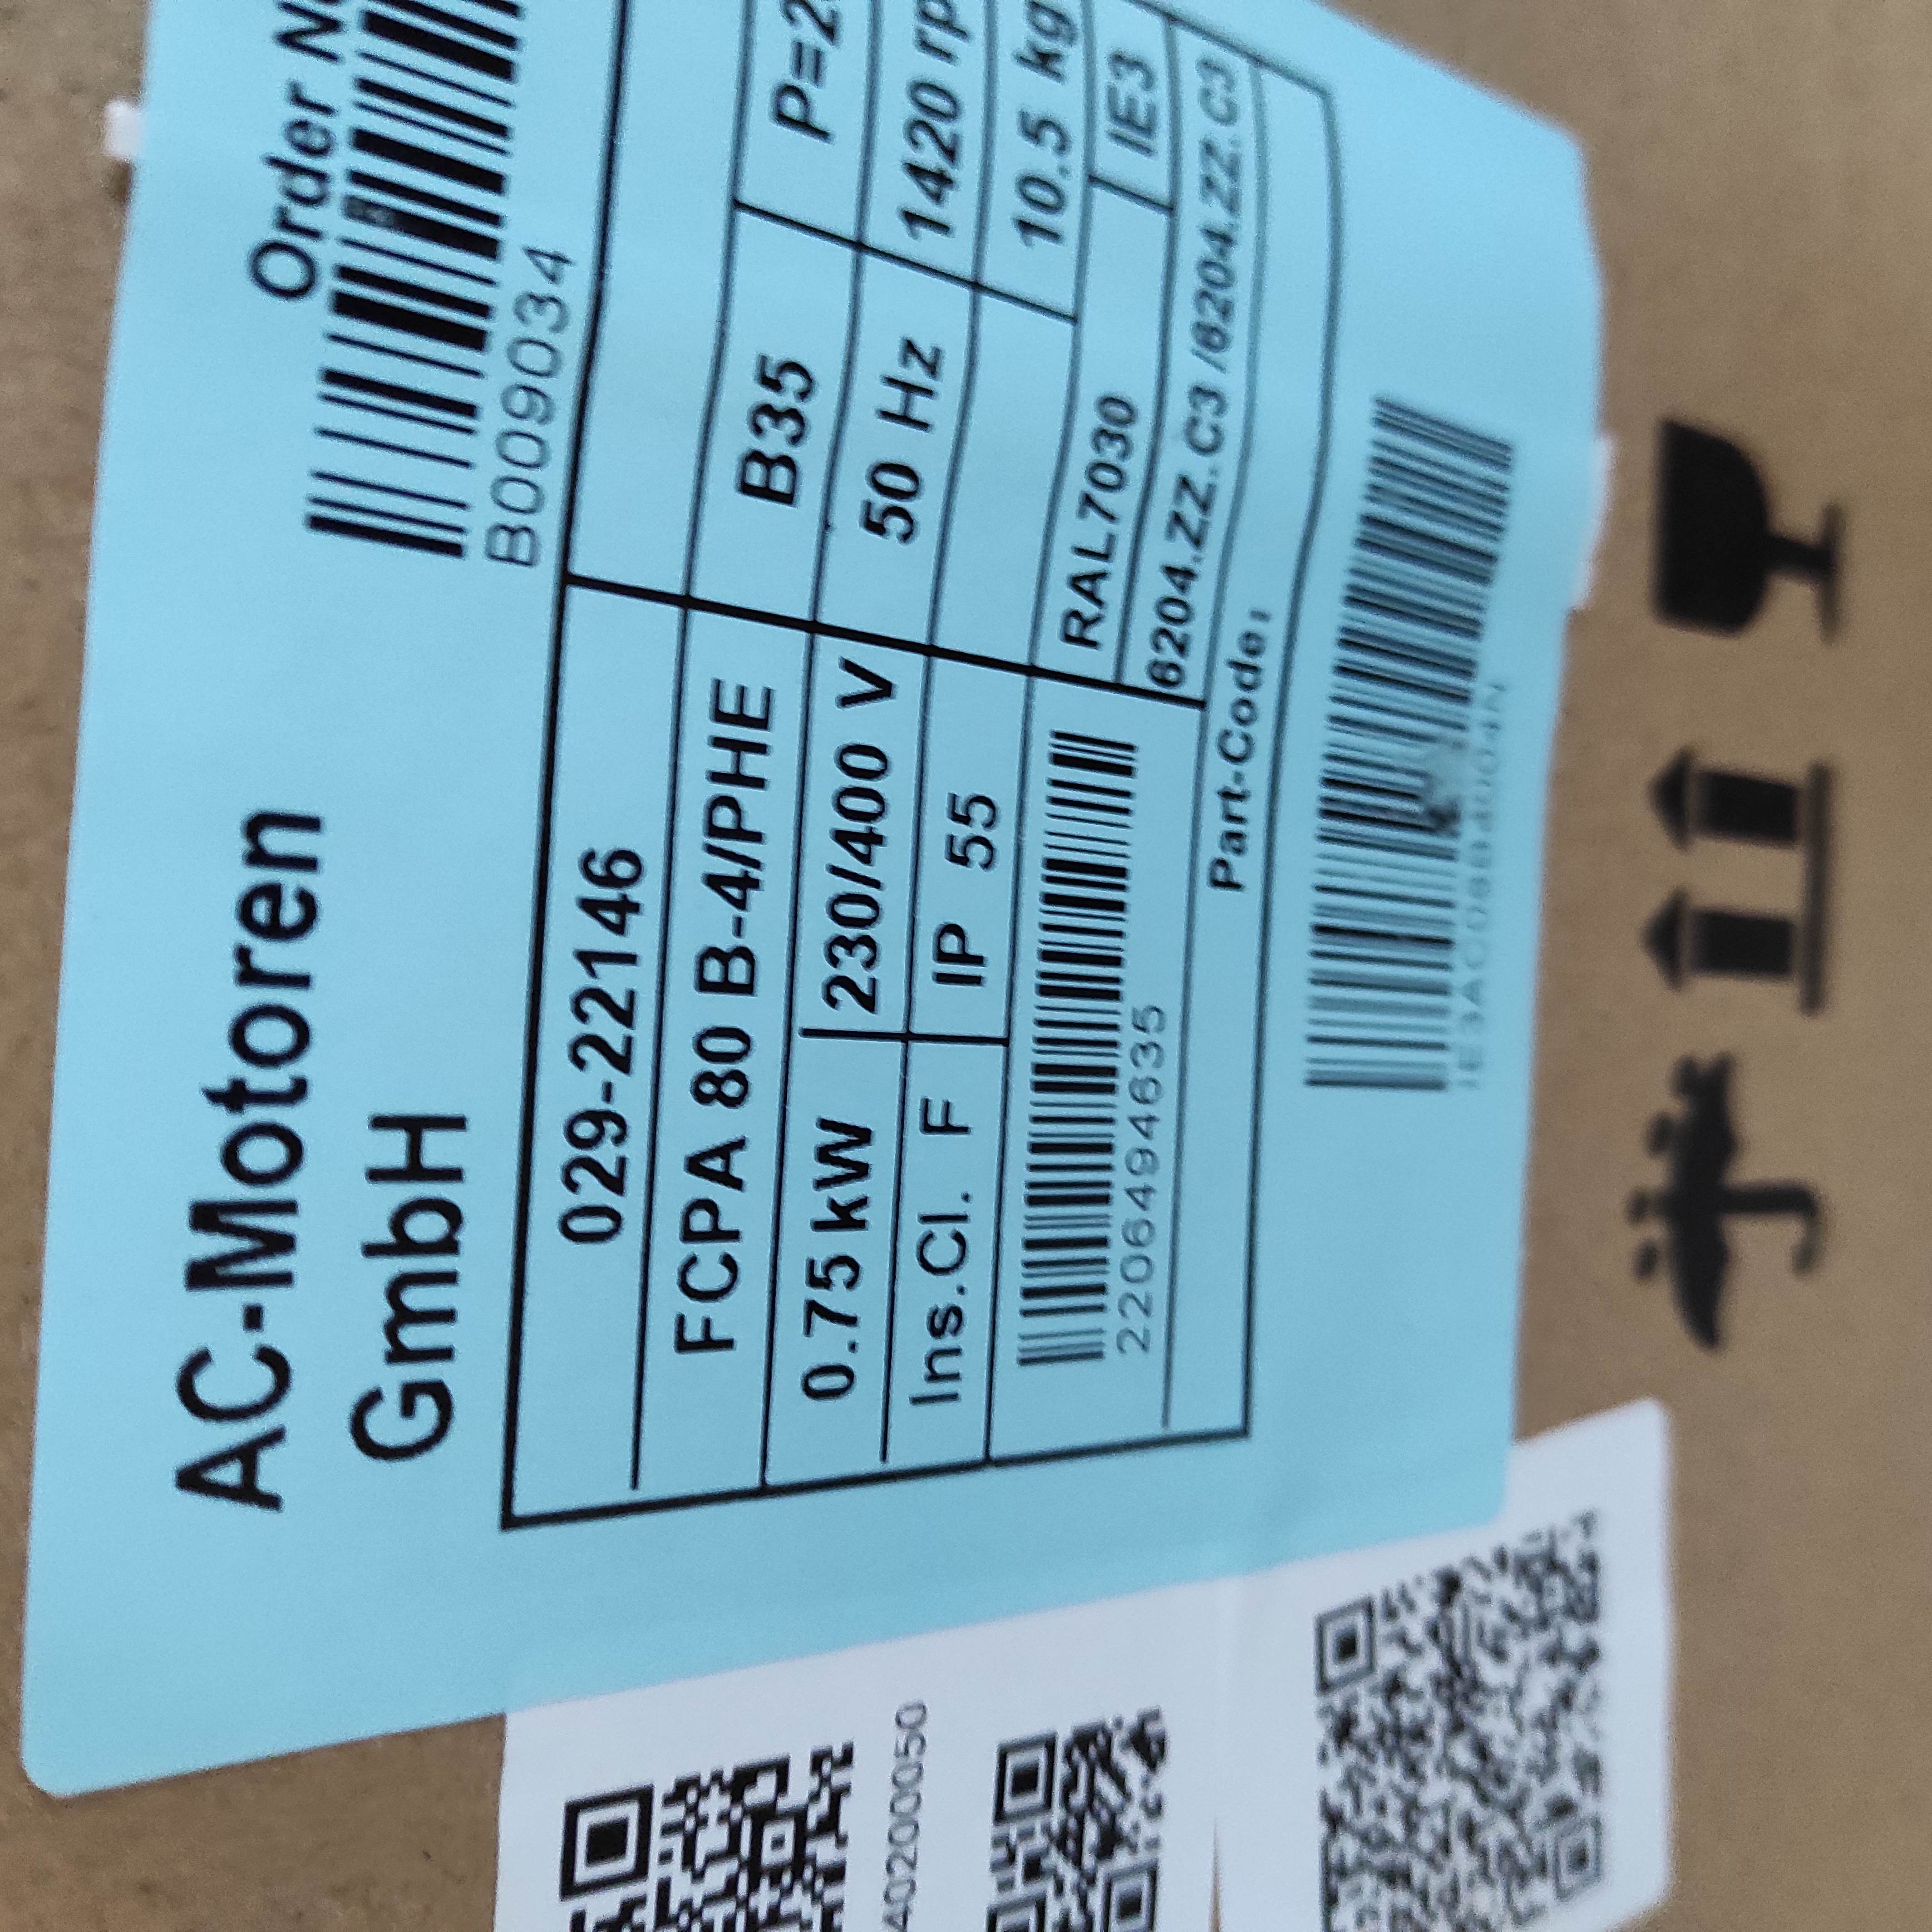 AC-Motoren
GmbH
Order
B009034
029-22146
FCPA 80 B-4/PHE
B35
P=2
0.75 kW
230/400 V
50 Hz
1420
Ins.Cl. F
IP 55
10.5 kg
2206494635
RAL7030
IE3
6204.ZZ.C3 /6204.ZZ.C3
Part-Code:
402000050